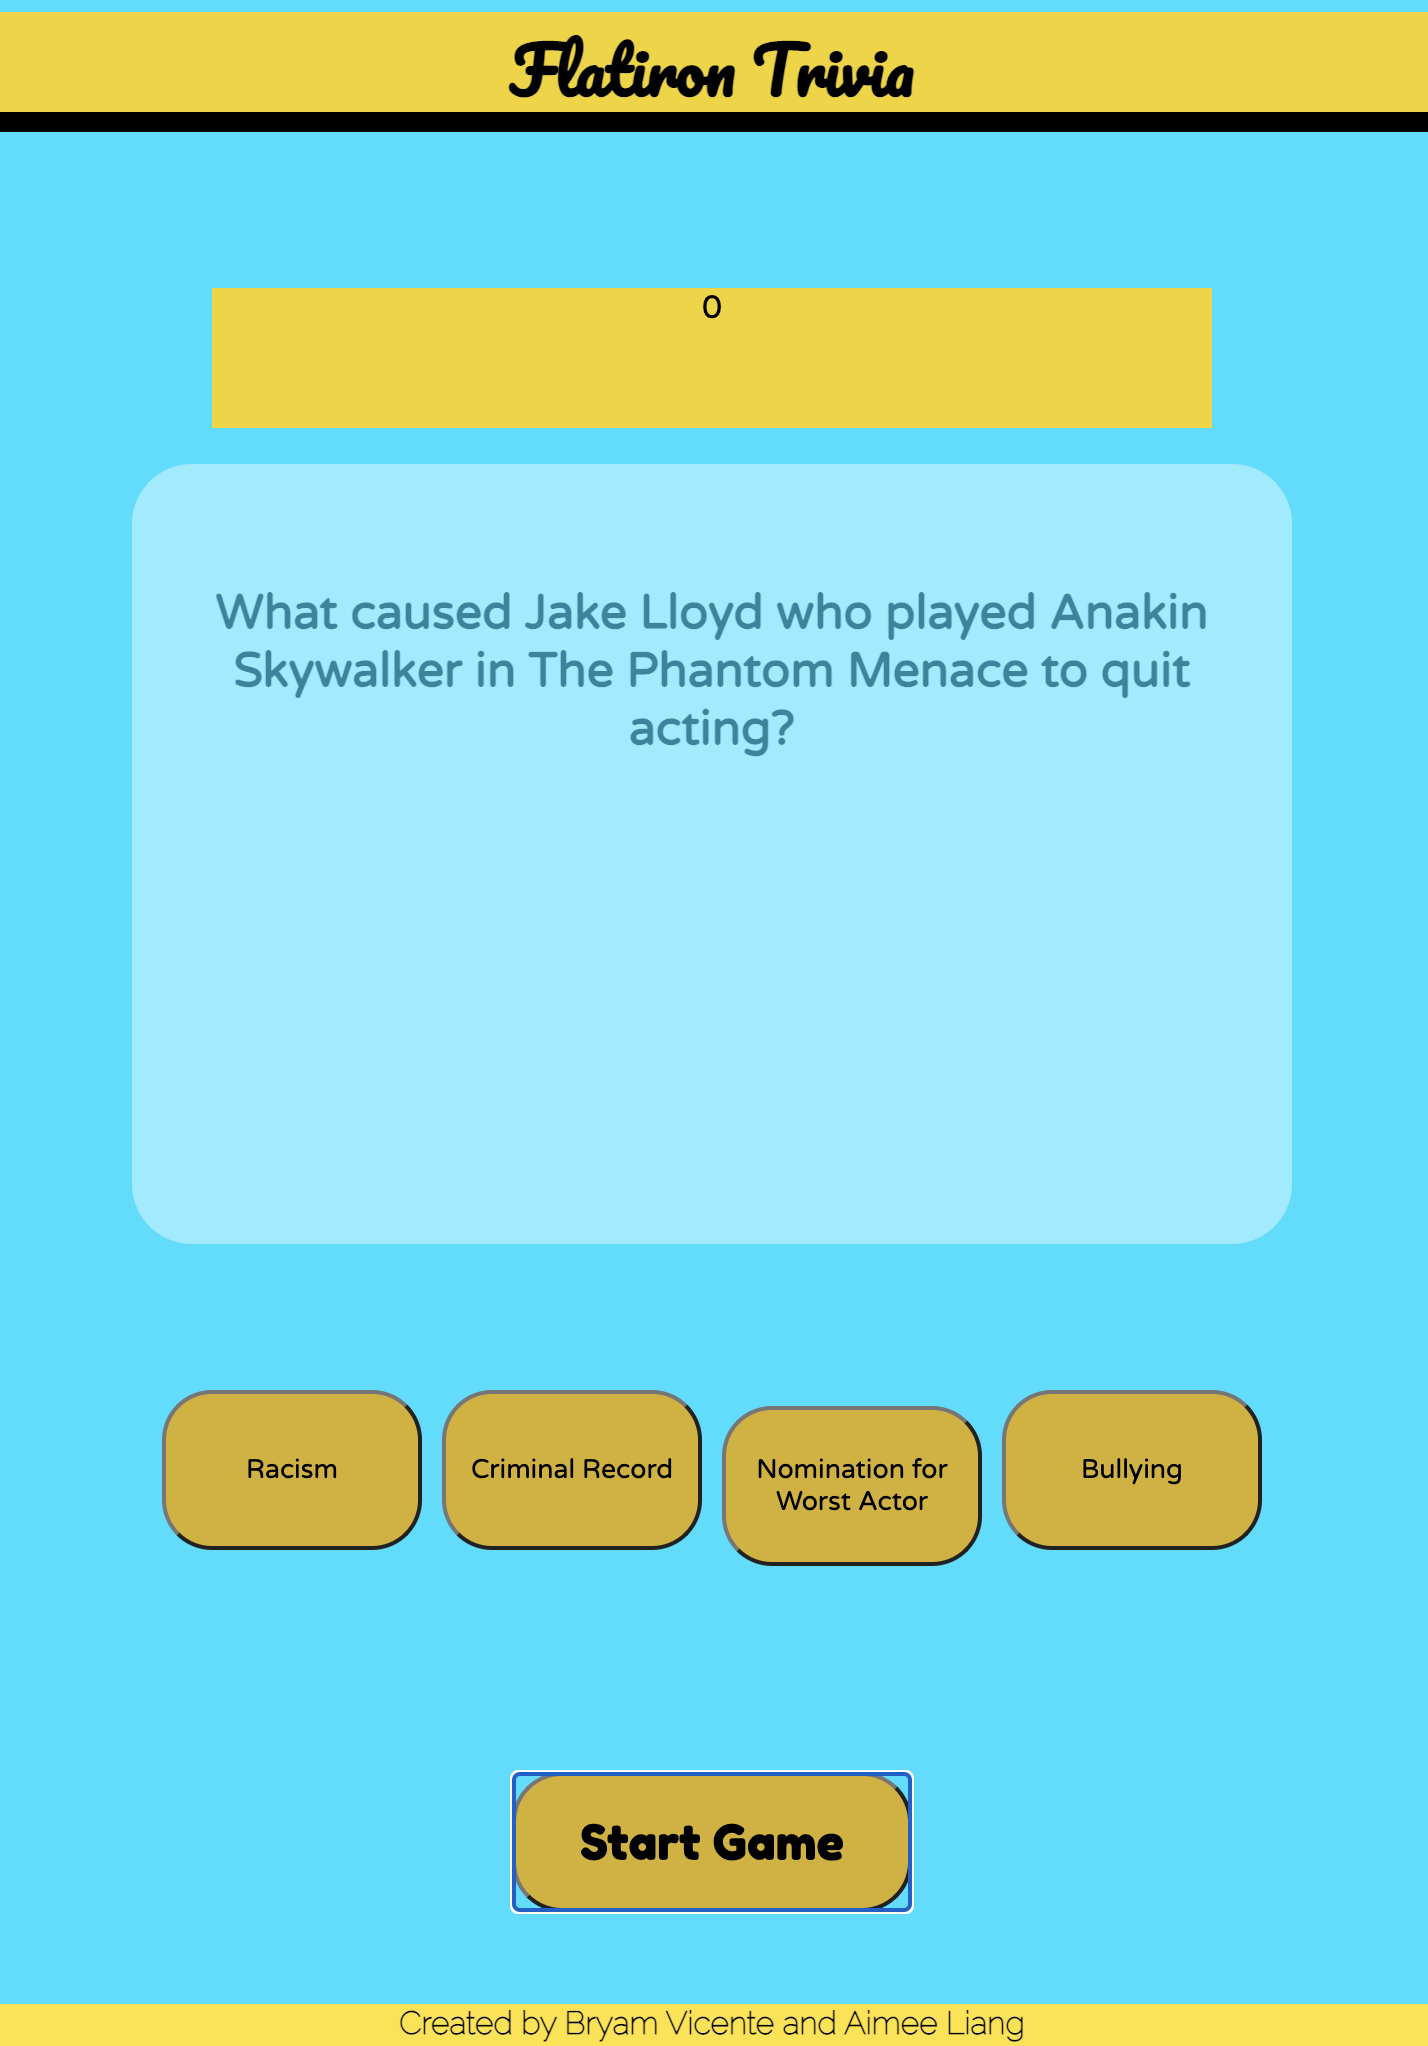 Flatiron Trivia
0
What caused Jake Lloyd who played Anakin
Skywalker in The Phantom Menace to quit
acting?
Racism
Criminal Record
Nomination for
Worst Actor
Bullying
Start Game
Created by Bryam Vicente and Aimee Liang